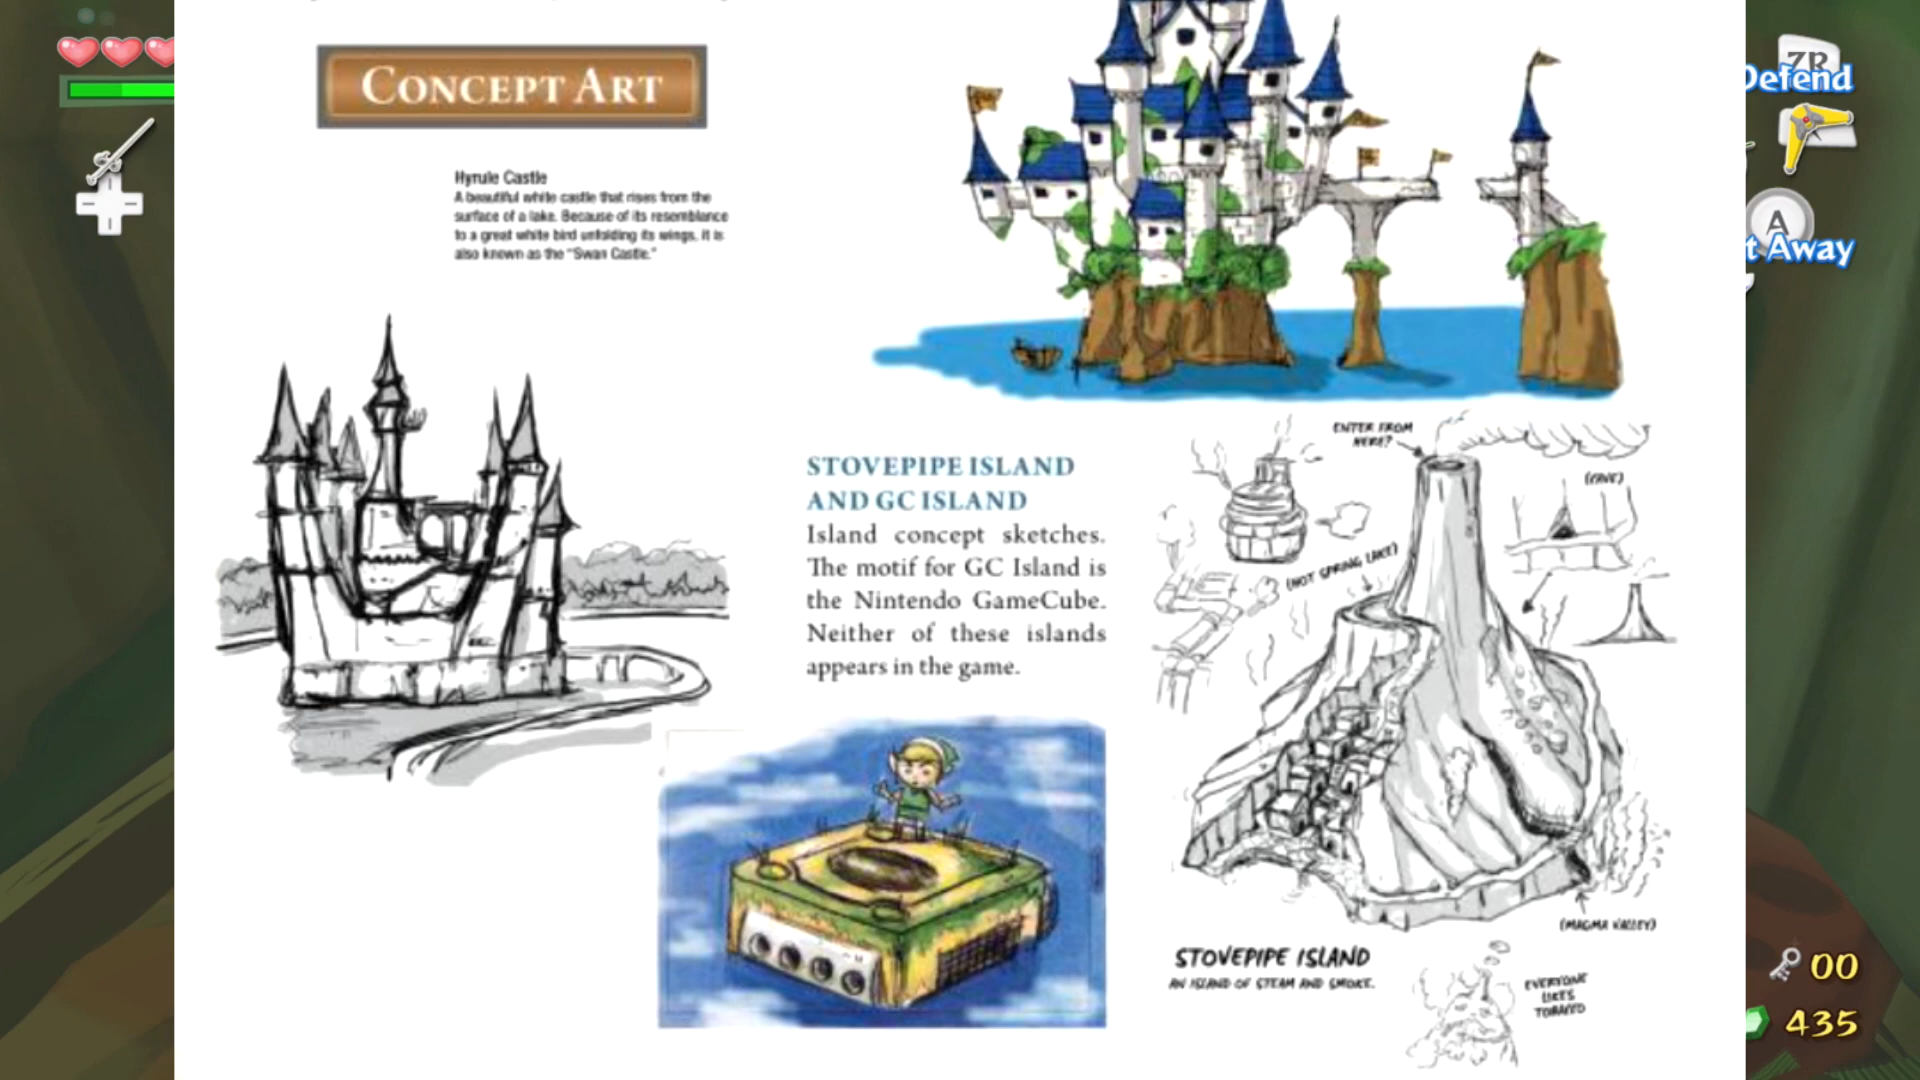 CONCEPT ART
Hyrule Castle
A beautiful white castle that rises from the
surface of a lake. Because of its resemblance
to a great white bird unfolding its wings, it is
also known as the "Swan Castle."
STOVEPIPE ISLAND
AND GC ISLAND
Island concept sketches.
The motif for GC Island is
the Nintendo GameCube.
Neither of these islands
appears in the game.
ENTER FROM
HERE?
(CAVE)
(HOT SPRING LAKE)
(MAGMA VALLEY)
STOVEPIPE ISLAND
AN ISLAND OF STEAM AND SMOKE.
EVERYONE
LIKES
TOBACCO
ZR
Defend
A
t Away
00
435